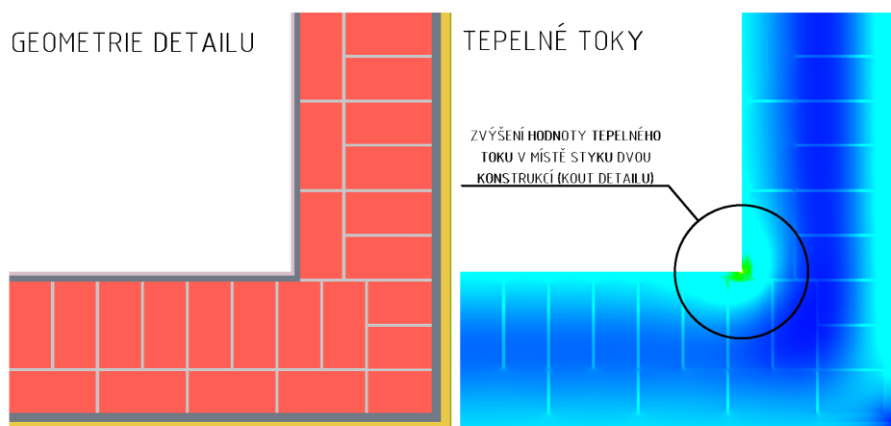 GEOMETRIE DETAILU
TEPELNÉ TOKY
ZVÝŠENÍ HODNOTY TEPELNÉHO
TOKU V MÍSTĚ STYKU DVOU
KONSTRUKCÍ (KOUT DETAILU)